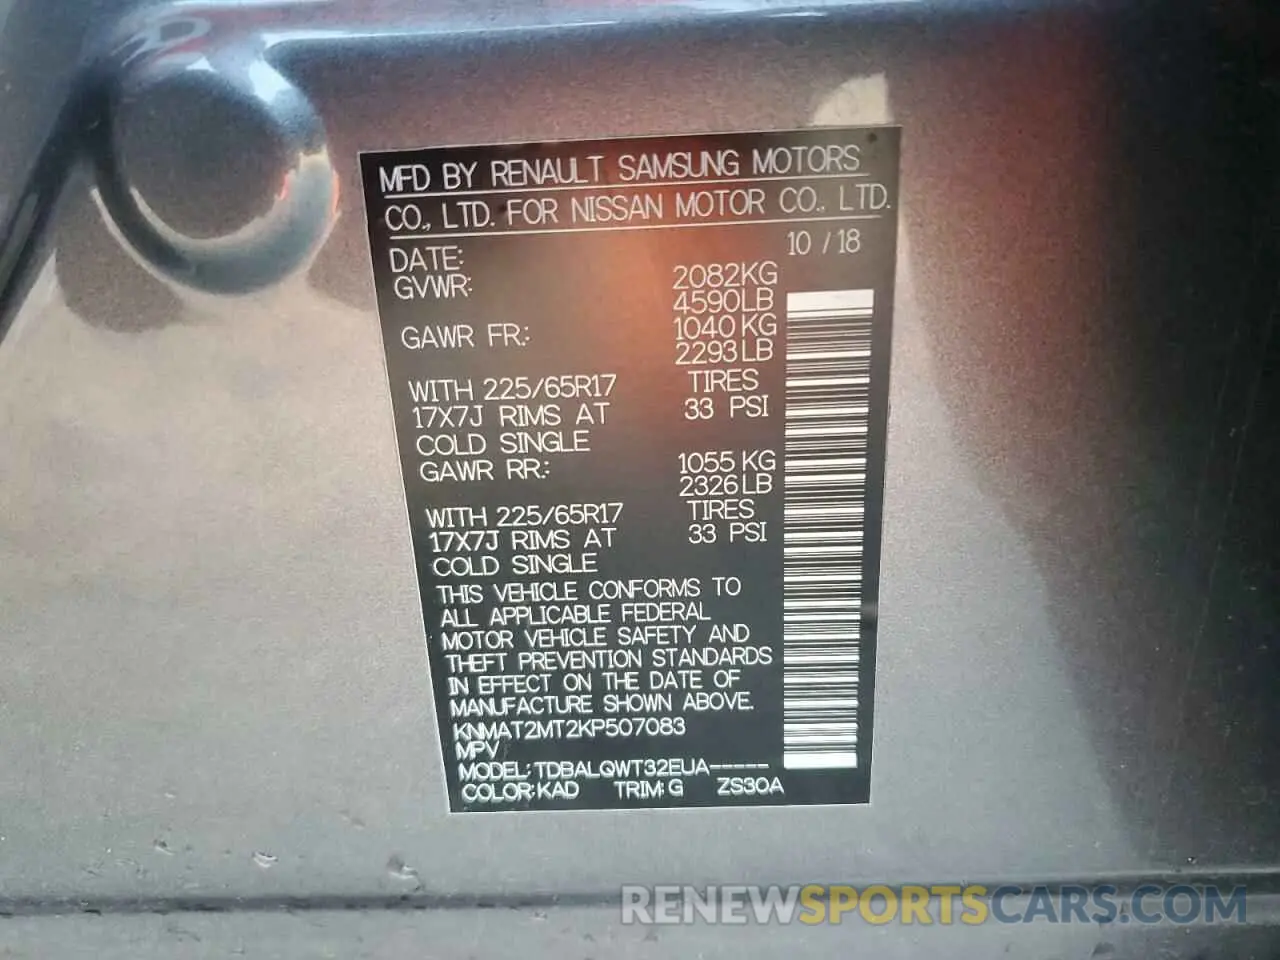 MFD BY RENAULT SAMSUNG MOTORS
CO., LTD. FOR NISSAN MOTOR CO., LTD.
DATE: 10 / 18
GVWR: 2082KG
4590LB
GAWR FR: 1040 KG
2293 LB
WITH 225/65R17 TIRES
17X7J RIMS AT 33 PSI
COLD SINGLE
GAWR RR: 1055 KG
2326 LB
WITH 225/65R17 TIRES
17X7J RIMS AT 33 PSI
COLD SINGLE
THIS VEHICLE CONFORMS TO
ALL APPLICABLE FEDERAL
MOTOR VEHICLE SAFETY AND
THEFT PREVENTION STANDARDS
IN EFFECT ON THE DATE OF
MANUFACTURE SHOWN ABOVE.
KNMAT2MT2KP507083
MPV
MODEL: TDBALQWT32EUA-----
COLOR: KAD TRIM: G ZS30A
RENEWSPORTSCARS.COM